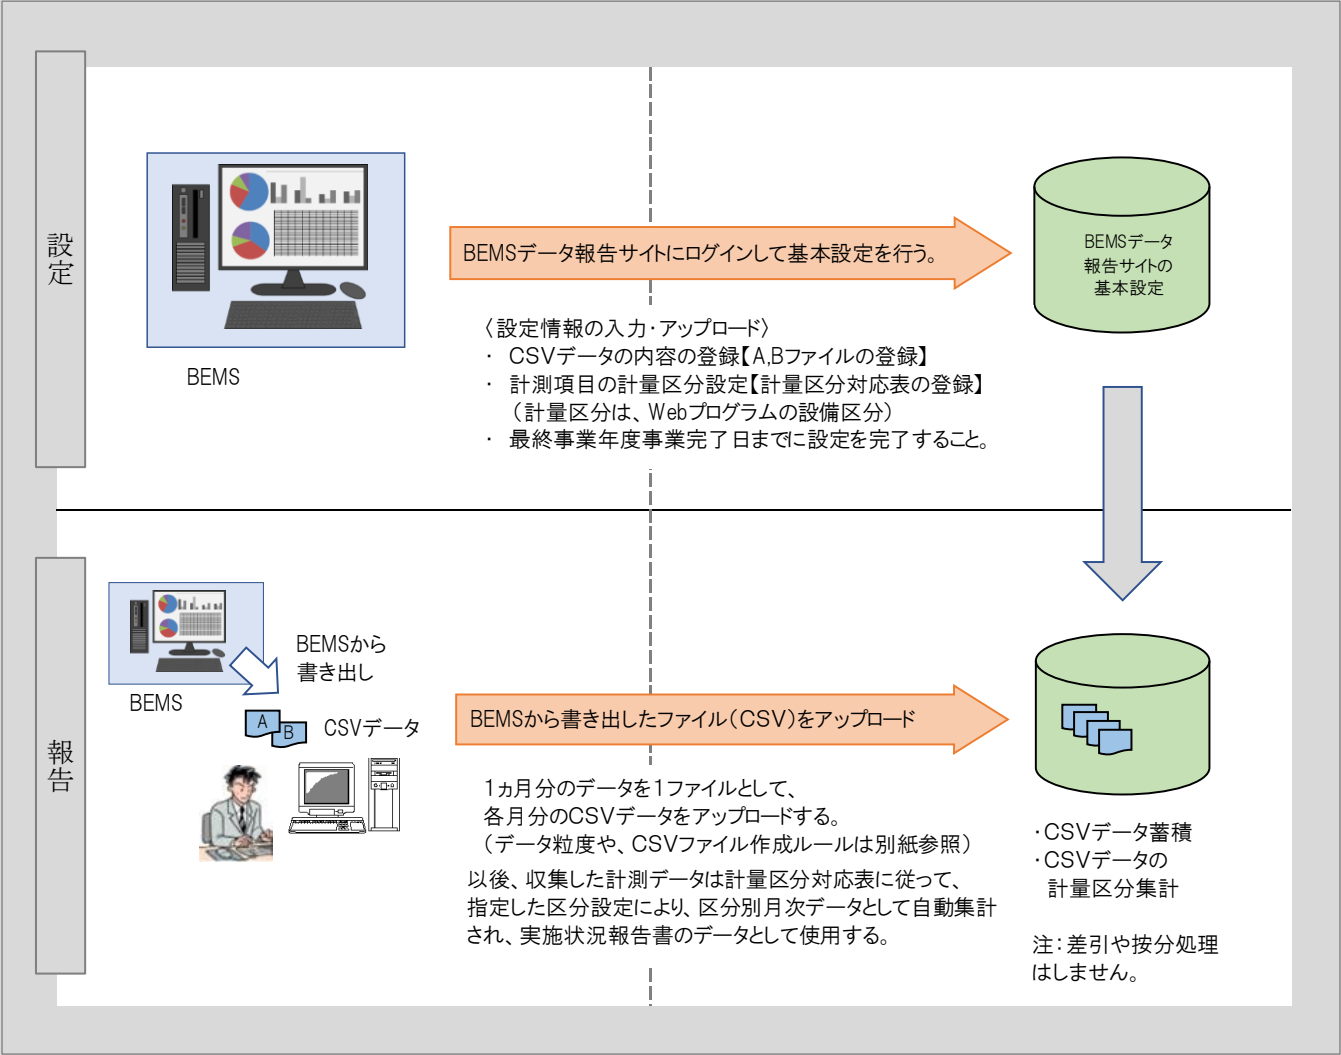 設定
BEMS
BEMSデータ報告サイトにログインして基本設定を行う。
BEMSデータ
報告サイトの
基本設定
〈設定情報の入力・アップロード〉
・ CSVデータの内容の登録【A,Bファイルの登録】
・ 計測項目の計量区分設定【計量区分対応表の登録】
（計量区分は、Webプログラムの設備区分）
・ 最終事業年度事業完了日までに設定を完了すること。
報告
BEMS
BEMSから
書き出し
A
B
CSVデータ
BEMSから書き出したファイル（CSV）をアップロード
1ヵ月分のデータを1ファイルとして、
各月分のCSVデータをアップロードする。
（データ粒度や、CSVファイル作成ルールは別紙参照）
以後、収集した計測データは計量区分対応表に従って、
指定した区分設定により、区分別月次データとして自動集計
され、実施状況報告書のデータとして使用する。
・CSVデータ蓄積
・CSVデータの
計量区分集計
注：差引や按分処理
はしません。